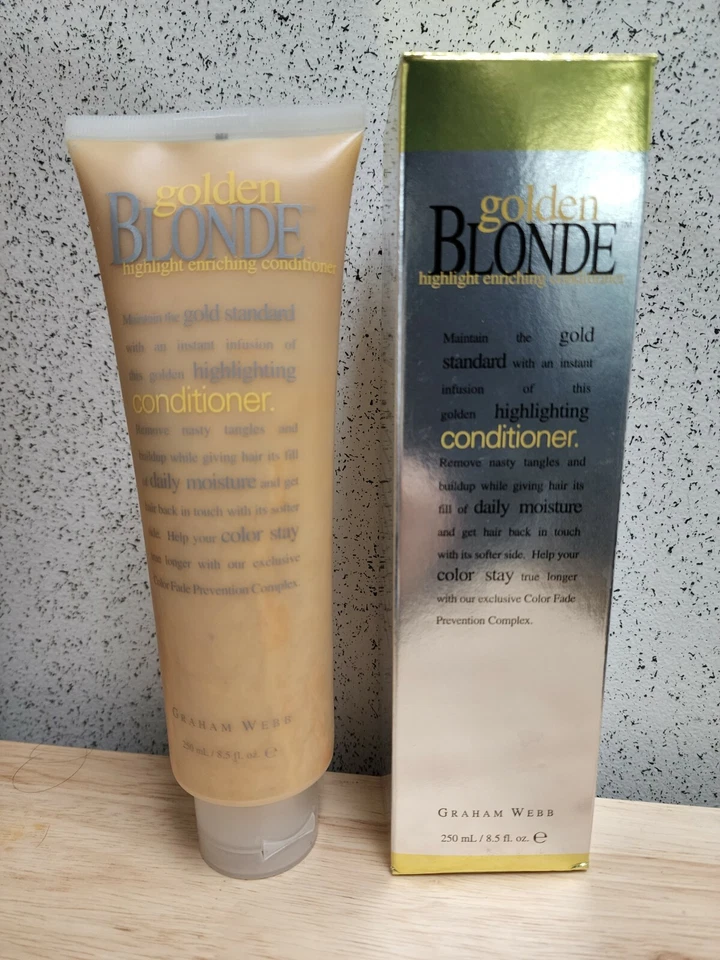 golden
BLONDE
highlight enriching conditioner
Maintain the gold standard
with an instant infusion of
this golden highlighting
conditioner.
Remove nasty tangles and
buildup while giving hair its fill
of daily moisture and get
hair back in touch with its softer
side. Help your color stay
true longer with our exclusive
Color Fade Prevention Complex.
GRAHAM WEBB
250 mL / 8.5 fl. oz. ℮
golden
BLONDE™
highlight enriching conditioner
Maintain the gold
standard with an instant
infusion of this
golden highlighting
conditioner.
Remove nasty tangles and
buildup while giving hair its
fill of daily moisture
and get hair back in touch
with its softer side. Help your
color stay true longer
with our exclusive Color Fade
Prevention Complex.
GRAHAM WEBB
250 mL / 8.5 fl. oz. ℮